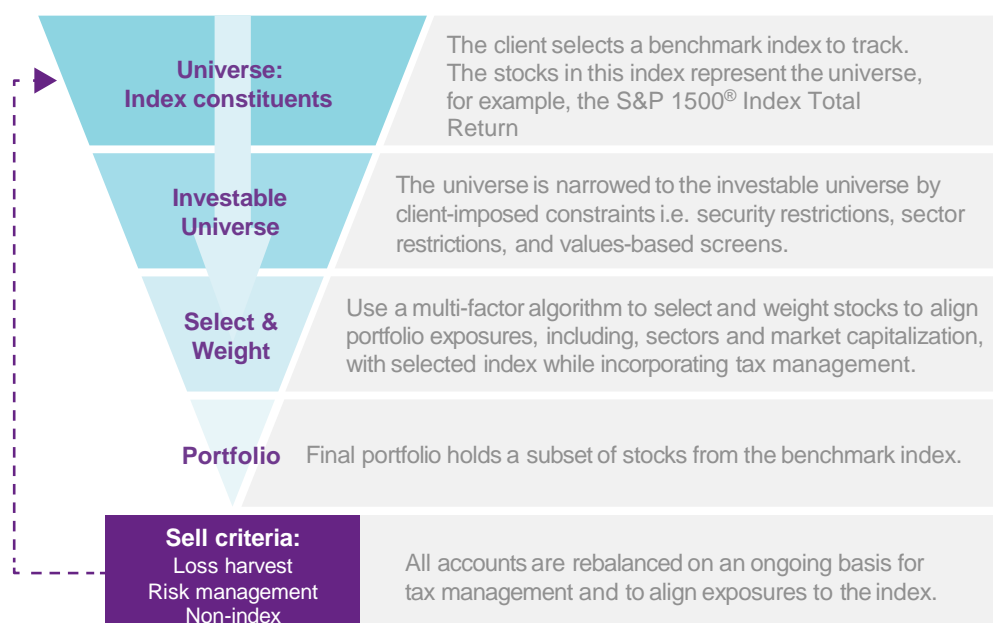 Universe:
Index constituents
The client selects a benchmark index to track.
The stocks in this index represent the universe,
for example, the S&P 1500® Index Total
Return
Investable
Universe
The universe is narrowed to the investable universe by
client-imposed constraints i.e. security restrictions, sector
restrictions, and values-based screens.
Select &
Weight
Use a multi-factor algorithm to select and weight stocks to align
portfolio exposures, including, sectors and market capitalization,
with selected index while incorporating tax management.
Portfolio
Final portfolio holds a subset of stocks from the benchmark index.
Sell criteria:
Loss harvest
Risk management
Non-index
All accounts are rebalanced on an ongoing basis for
tax management and to align exposures to the index.